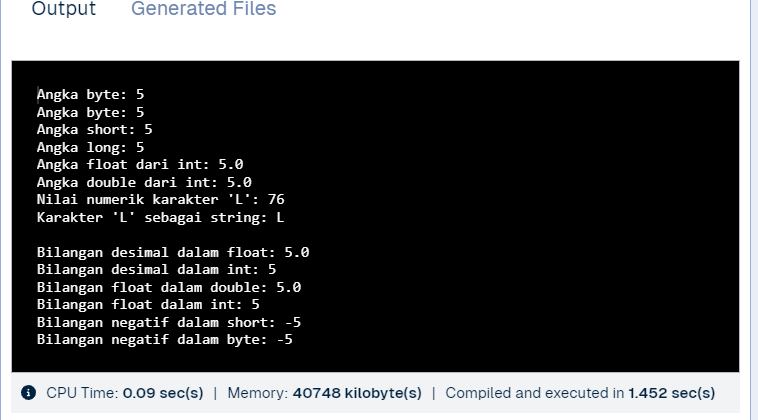 Output Generated Files
Angka byte: 5
Angka byte: 5
Angka short: 5
Angka long: 5
Angka float dari int: 5.0
Angka double dari int: 5.0
Nilai numerik karakter 'L': 76
Karakter 'L' sebagai string: L
Bilangan desimal dalam float: 5.0
Bilangan desimal dalam int: 5
Bilangan float dalam double: 5.0
Bilangan float dalam int: 5
Bilangan negatif dalam short: -5
Bilangan negatif dalam byte: -5
CPU Time: 0.09 sec(s) | Memory: 40748 kilobyte(s) | Compiled and executed in 1.452 sec(s)